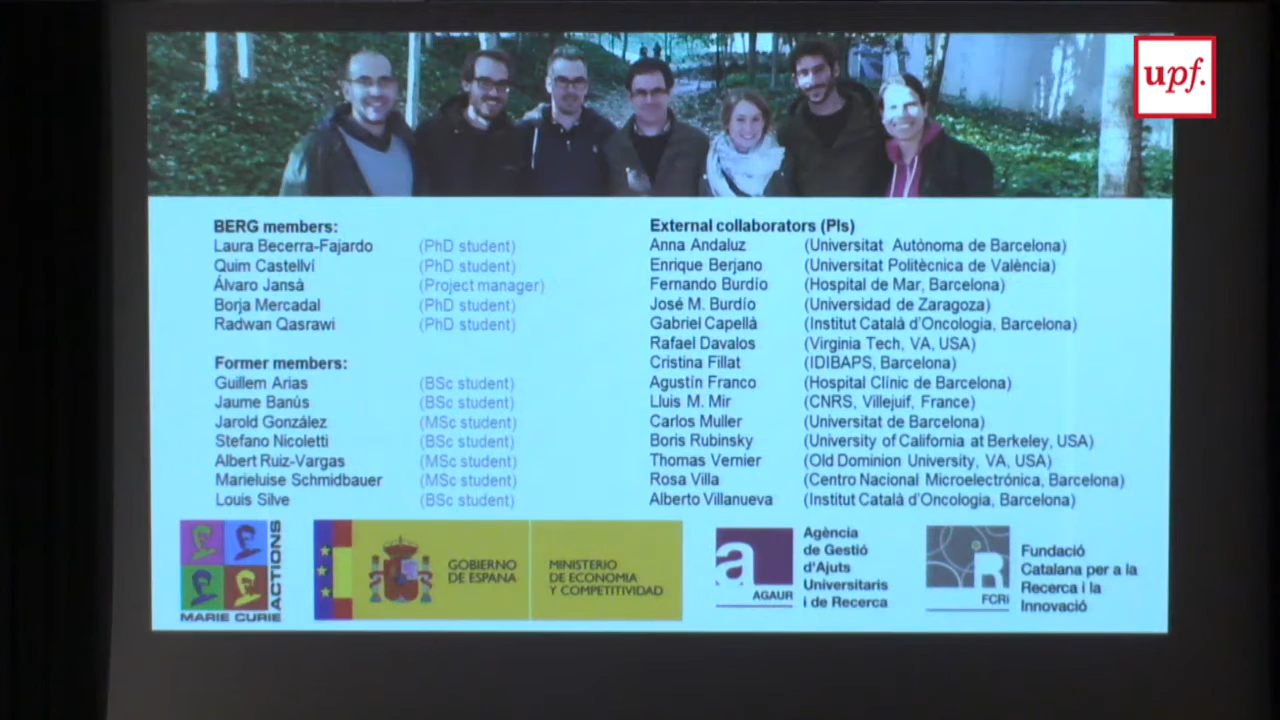 upf.
BERG members:
Laura Becerra-Fajardo (PhD student)
Quim Castellví (PhD student)
Álvaro Jansà (Project manager)
Borja Mercadal (PhD student)
Radwan Qasrawi (PhD student)
Former members:
Guillem Arias (BSc student)
Jaume Banús (BSc student)
Jarold González (MSc student)
Stefano Nicoletti (BSc student)
Albert Ruiz-Vargas (MSc student)
Marieluise Schmidbauer (MSc student)
Louis Silve (BSc student)
External collaborators (PIs)
Anna Andaluz (Universitat Autònoma de Barcelona)
Enrique Berjano (Universitat Politècnica de València)
Fernando Burdío (Hospital de Mar, Barcelona)
José M. Burdío (Universidad de Zaragoza)
Gabriel Capellà (Institut Català d'Oncologia, Barcelona)
Rafael Davalos (Virginia Tech, VA, USA)
Cristina Fillat (IDIBAPS, Barcelona)
Agustín Franco (Hospital Clínic de Barcelona)
Lluis M. Mir (CNRS, Villejuif, France)
Carlos Muller (Universitat de Barcelona)
Boris Rubinsky (University of California at Berkeley, USA)
Thomas Vernier (Old Dominion University, VA, USA)
Rosa Villa (Centro Nacional Microelectrónica, Barcelona)
Alberto Villanueva (Institut Català d'Oncologia, Barcelona)
MARIE CURIE
ACTIONS
GOBIERNO
DE ESPAÑA
MINISTERIO
DE ECONOMIA
Y COMPETITIVIDAD
a
AGAUR
Agència
de Gestió
d'Ajuts
Universitaris
i de Recerca
R
FCRi
Fundació
Catalana per a la
Recerca i la
Innovació